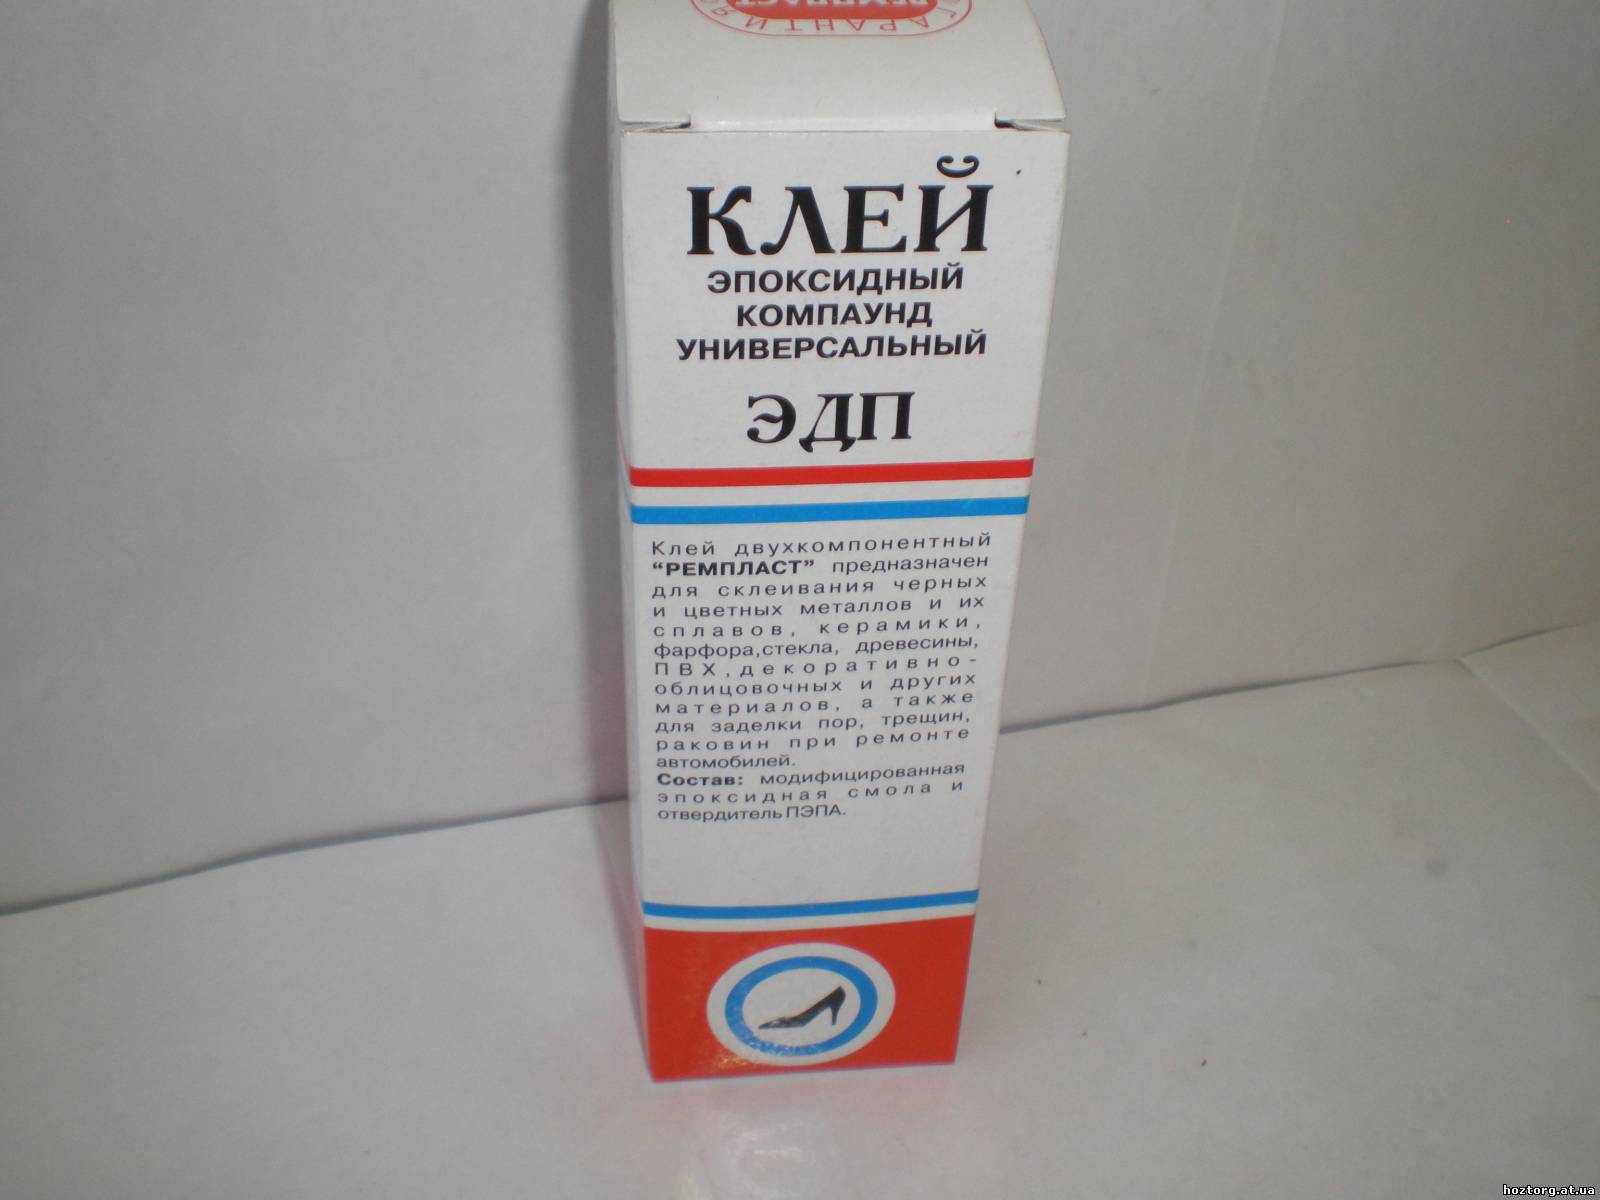 ГАРАНТИЯ
РЕМПЛАСТ
КЛЕЙ
ЭПОКСИДНЫЙ
КОМПАУНД
УНИВЕРСАЛЬНЫЙ
ЭДП
Клей двухкомпонентный
“РЕМПЛАСТ” предназначен
для склеивания черных
и цветных металлов и их
сплавов, керамики,
фарфора,стекла, древесины,
ПВХ,декоративно-
облицовочных и других
материалов, а также
для заделки пор, трещин,
раковин при ремонте
автомобилей.
Состав: модифицированная
эпоксидная смола и
отвердитель ПЭПА.
hoztorg.at.ua